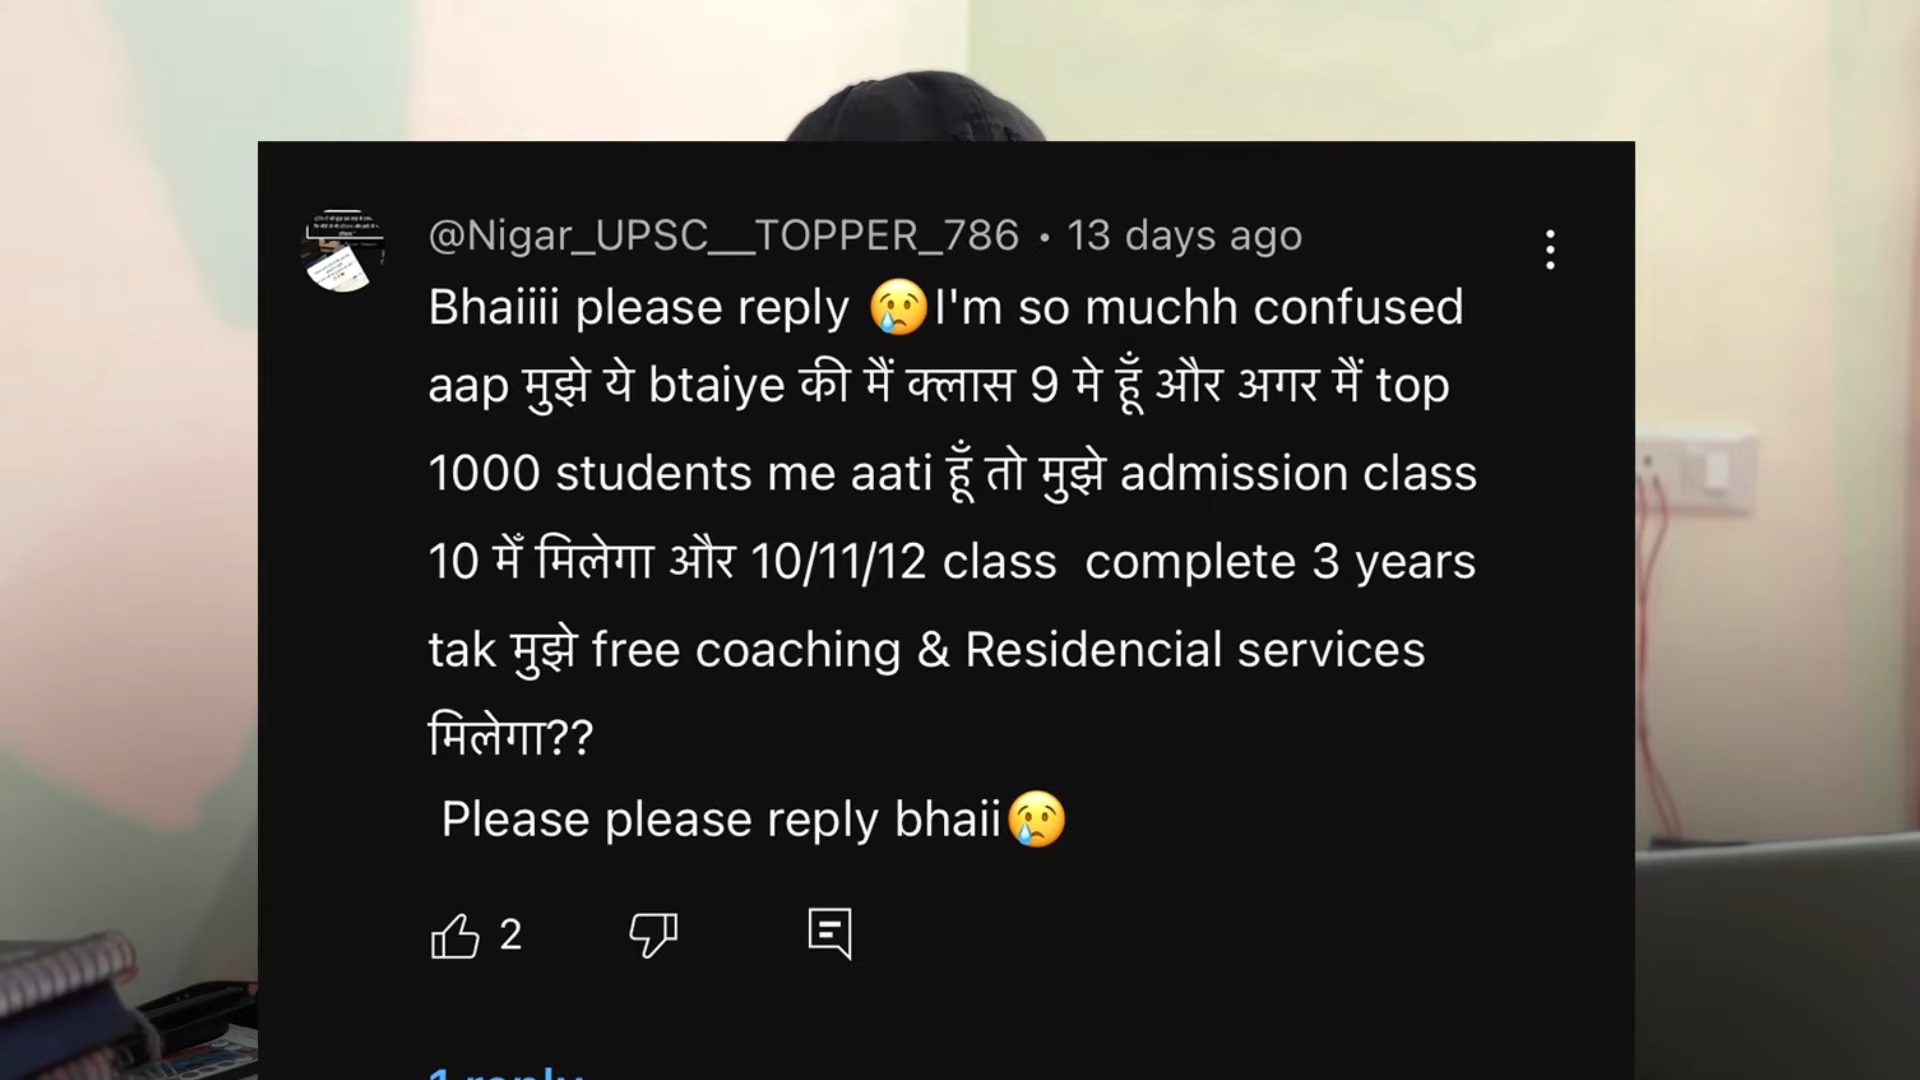 @Nigar_UPSC__TOPPER_786 • 13 days ago
Bhaiiii please reply 😢I'm so muchh confused
aap मुझे ये btaiye की मैं क्लास 9 मे हूँ और अगर मैं top
1000 students me aati हूँ तो मुझे admission class
10 मेँ मिलेगा और 10/11/12 class complete 3 years
tak मुझे free coaching & Residencial services
मिलेगा??
Please please reply bhaii😢
2
1 reply